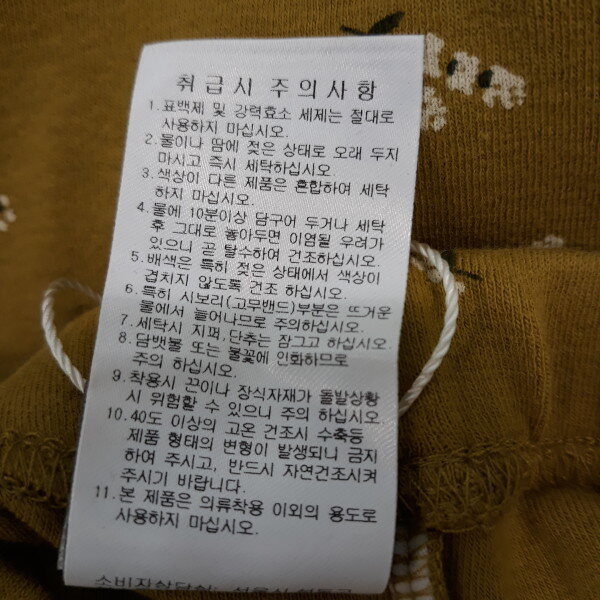 취급시 주의사항
1. 표백제 및 강력효소 세제는 절대로
사용하지 마십시오.
2. 물이나 땀에 젖은 상태로 오래 두지
마시고 즉시 세탁하십시오
3. 색상이 다른 제품은 혼합하여 세탁
하지 마십시오.
4. 물에 10분이상 담구어 두거나 세탁
후 그대로 놓아두면 이염될 우려가
있으니 곧 탈수하여 건조하십시오.
5. 배색은 특히 젖은 상태에서 색상이
겹치지 않도록 건조 하십시오.
6. 특히 시보리(고무밴드)부분은 뜨거운
물에서 늘어나므로 주의하십시오.
7. 세탁시 지퍼, 단추는 잠그고 하십시오
8. 담뱃불 또는 불꽃에 인화하므로
주의 하십시오.
9. 착용시 끈이나 장식자재가 돌발상황
시 위험할 수 있으니 주의 하십시오
10. 40도 이상의 고온 건조시 수축등
제품 형태의 변형이 발생되니 금지
하여 주시고, 반드시 자연건조시켜
주시기 바랍니다.
11. 본 제품은 의류착용 이외의 용도로
사용하지 마십시오.